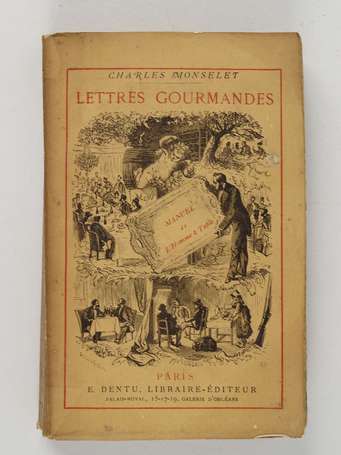 CHARLES MONSELET
LETTRES GOURMANDES
MANUEL
de
L'Homme à Table
PARIS
E. DENTU, LIBRAIRE-ÉDITEUR
PALAIS-ROYAL, 15-17-19, GALERIE D'ORLÉANS